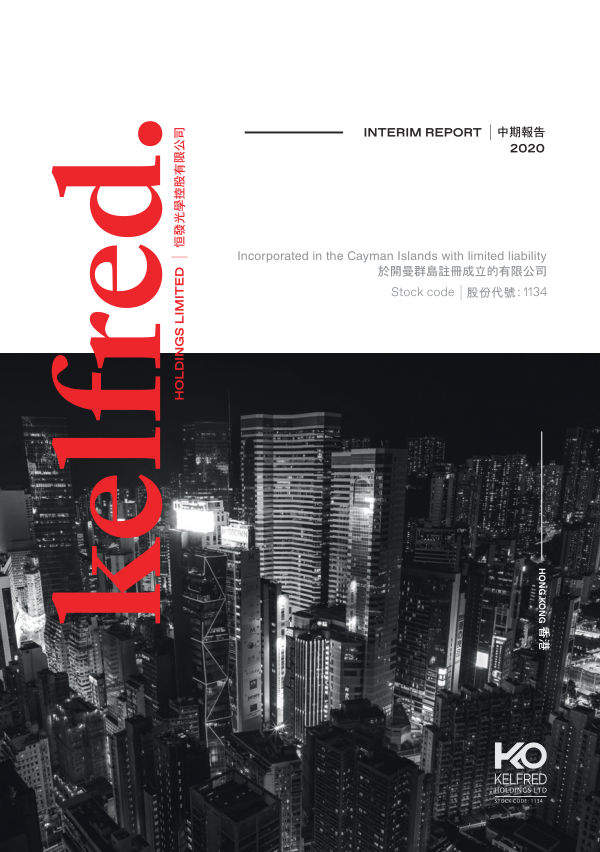 kelfred.
HOLDINGS LIMITED | 恒發光學控股有限公司
INTERIM REPORT | 中期報告
2020
Incorporated in the Cayman Islands with limited liability
於開曼群島註冊成立的有限公司
Stock code | 股份代號: 1134
HONG KONG 香港
KO
KELFRED
HOLDINGS LTD
STOCK CODE: 1134